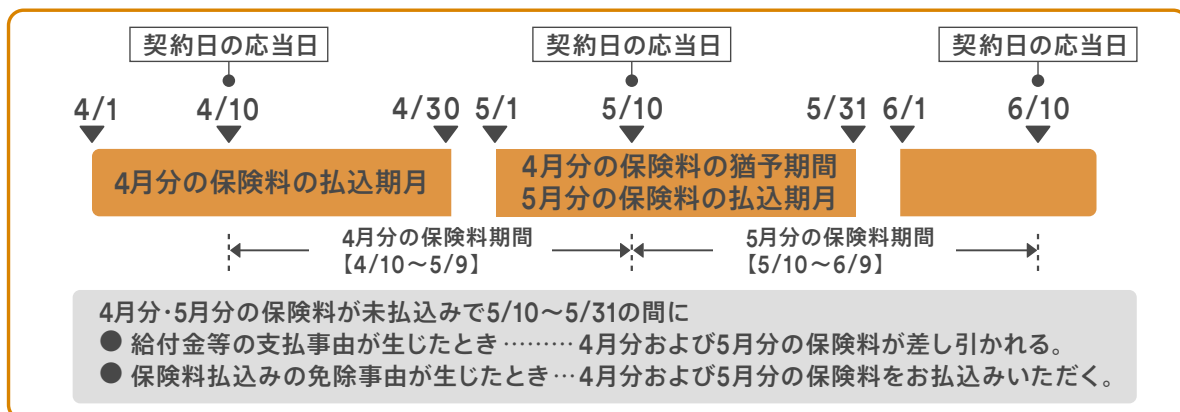 契約日の応当日 契約日の応当日 契約日の応当日
4/1 4/10 4/30 5/1 5/10 5/31 6/1 6/10
4月分の保険料の払込期月
4月分の保険料の猶予期間
5月分の保険料の払込期月
4月分の保険料期間
【4/10〜5/9】
5月分の保険料期間
【5/10〜6/9】
4月分・5月分の保険料が未払込みで5/10〜5/31の間に
● 給付金等の支払事由が生じたとき………4月分および5月分の保険料が差し引かれる。
● 保険料払込みの免除事由が生じたとき…4月分および5月分の保険料をお払込みいただく。